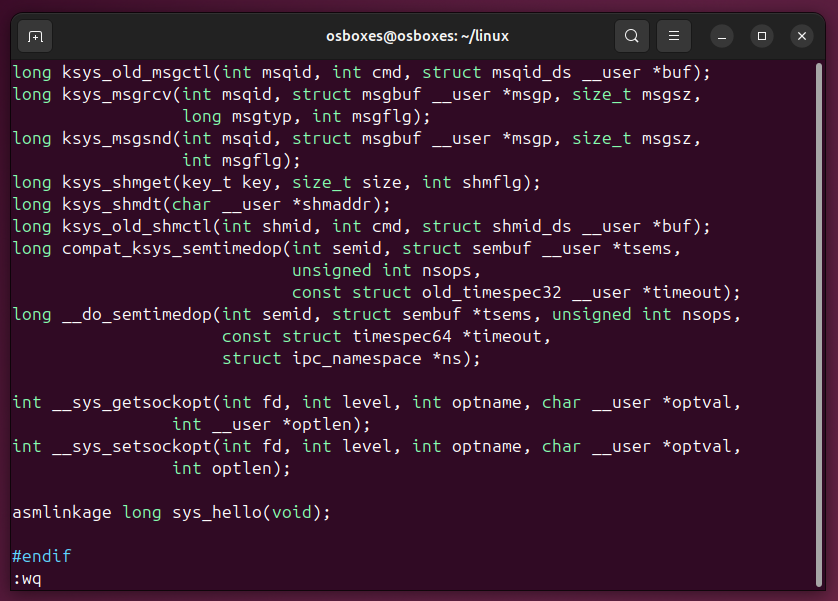 osboxes@osboxes: ~/linux
long ksys_old_msgctl(int msqid, int cmd, struct msqid_ds __user *buf);
long ksys_msgrcv(int msqid, struct msgbuf __user *msgp, size_t msgsz,
                 long msgtyp, int msgflg);
long ksys_msgsnd(int msqid, struct msgbuf __user *msgp, size_t msgsz,
                 int msgflg);
long ksys_shmget(key_t key, size_t size, int shmflg);
long ksys_shmdt(char __user *shmaddr);
long ksys_old_shmctl(int shmid, int cmd, struct shmid_ds __user *buf);
long compat_ksys_semtimedop(int semid, struct sembuf __user *tsems,
                            unsigned int nsops,
                            const struct old_timespec32 __user *timeout);
long __do_semtimedop(int semid, struct sembuf *tsems, unsigned int nsops,
                     const struct timespec64 *timeout,
                     struct ipc_namespace *ns);
int __sys_getsockopt(int fd, int level, int optname, char __user *optval,
                int __user *optlen);
int __sys_setsockopt(int fd, int level, int optname, char __user *optval,
                int optlen);
asmlinkage long sys_hello(void);
#endif
:wq